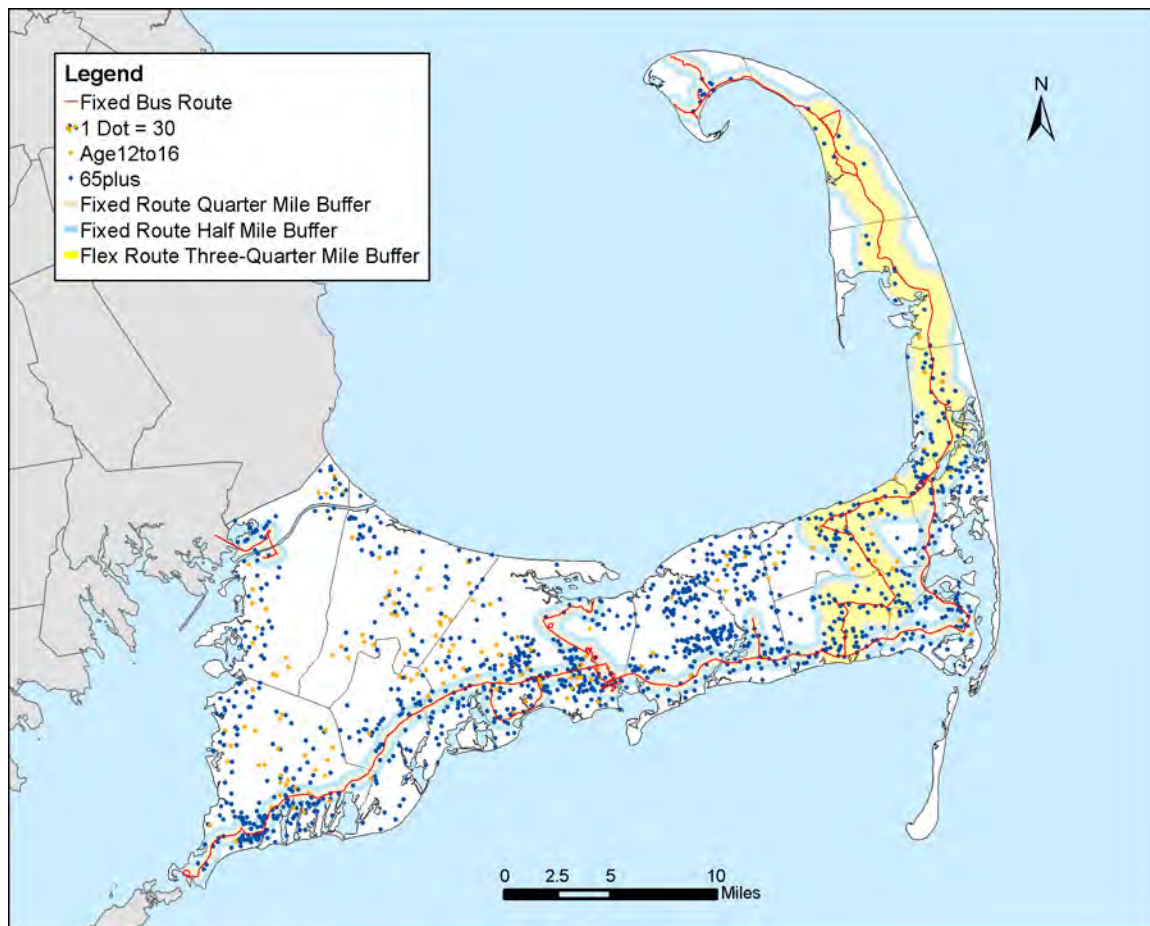 Legend
Fixed Bus Route
1 Dot = 30
Age12to16
65plus
Fixed Route Quarter Mile Buffer
Fixed Route Half Mile Buffer
Flex Route Three-Quarter Mile Buffer
N
0 2.5 5 10
Miles